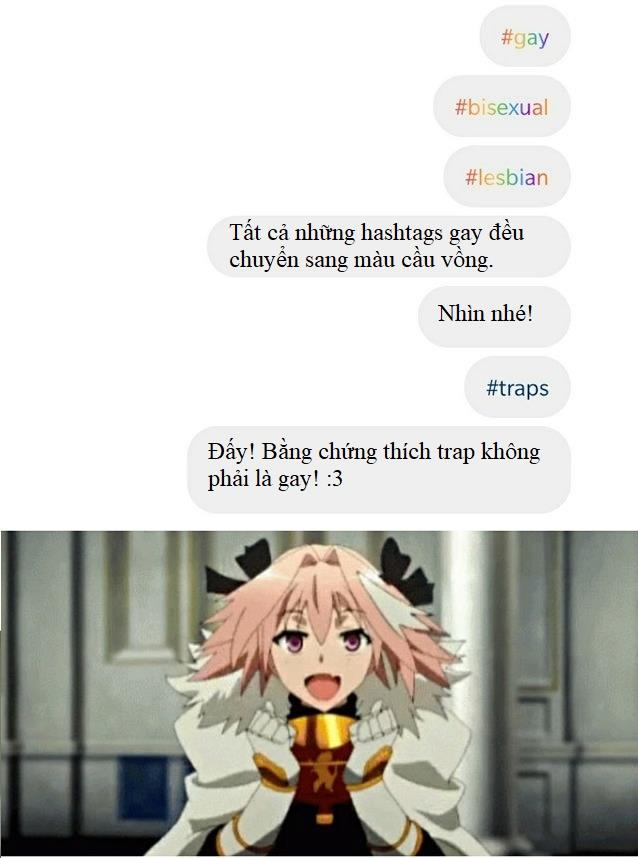 #gay
#bisexual
#lesbian
Tất cả những hashtags gay đều
chuyển sang màu cầu vồng.
Nhìn nhé!
#traps
Đấy! Bằng chứng thích trap không
phải là gay! :3